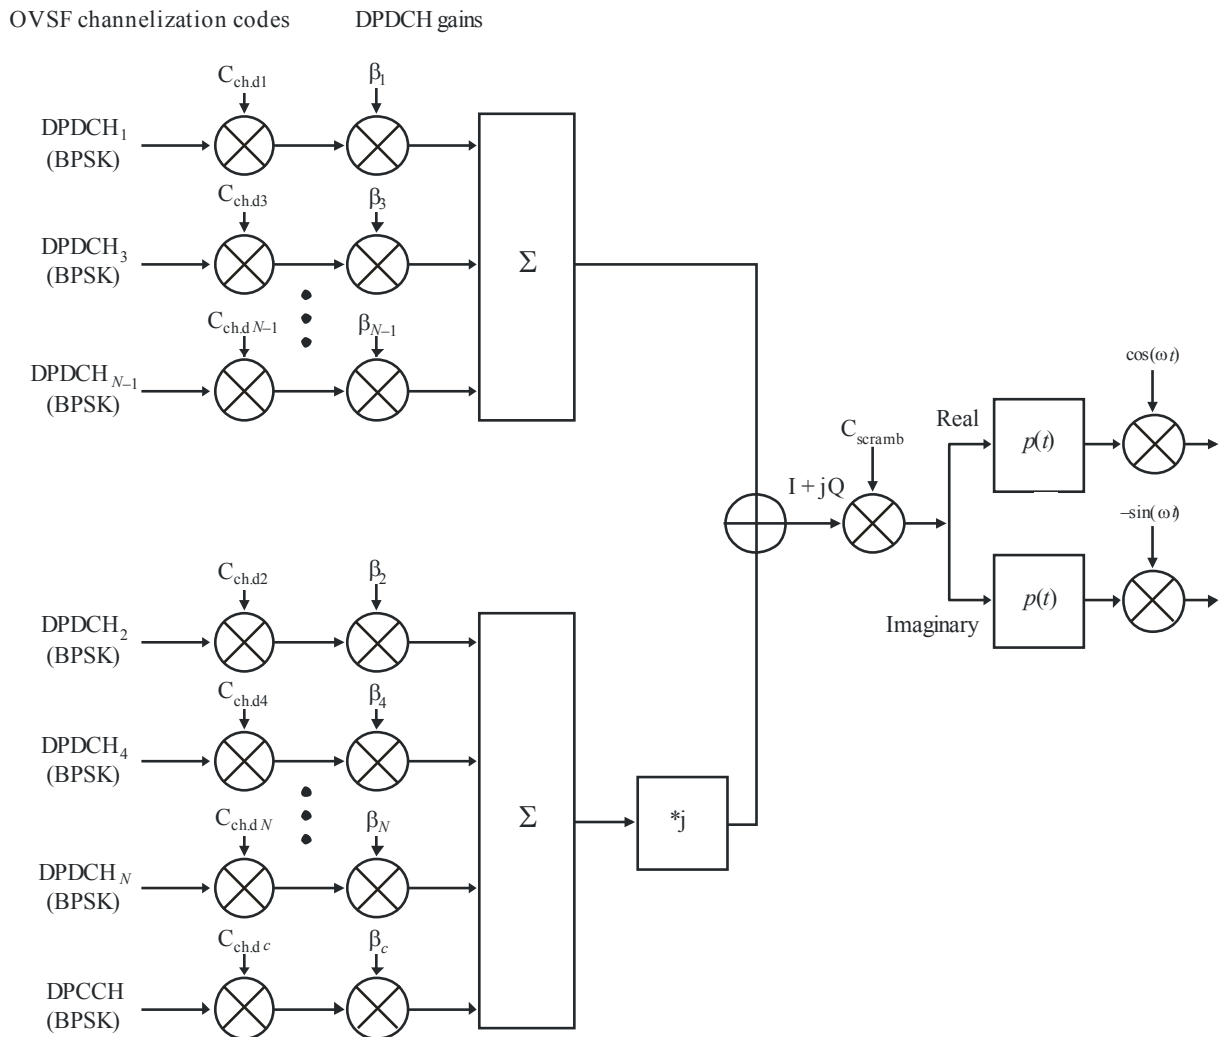 OVSF channelization codes DPDCH gains
C_ch.d1 β_1
DPDCH_1
(BPSK)
C_ch.d3 β_3
DPDCH_3
(BPSK)
Σ
C_ch.d N–1 β_N–1
DPDCH_N–1
(BPSK)
cos(ωt)
Real
p(t)
C_scramb
I + jQ
–sin(ωt)
p(t)
Imaginary
C_ch.d2 β_2
DPDCH_2
(BPSK)
C_ch.d4 β_4
DPDCH_4
(BPSK)
Σ
*j
C_ch.d N β_N
DPDCH_N
(BPSK)
C_ch.d c β_c
DPCCH
(BPSK)